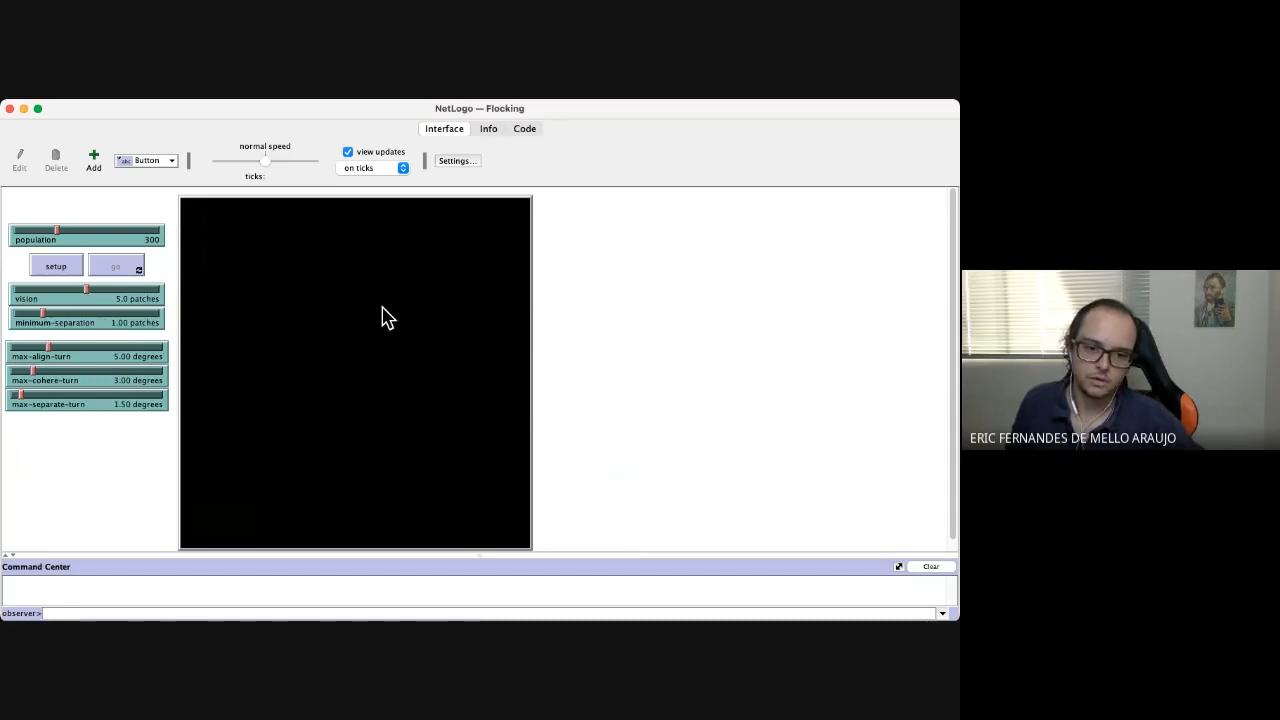 NetLogo — Flocking
Interface Info Code
normal speed
view updates
Edit Delete Add abc Button on ticks Settings...
ticks:
population 300
setup go
vision 5.0 patches
minimum-separation 1.00 patches
max-align-turn 5.00 degrees
max-cohere-turn 3.00 degrees
max-separate-turn 1.50 degrees
ERIC FERNANDES DE MELLO ARAUJO
Command Center Clear
observer>